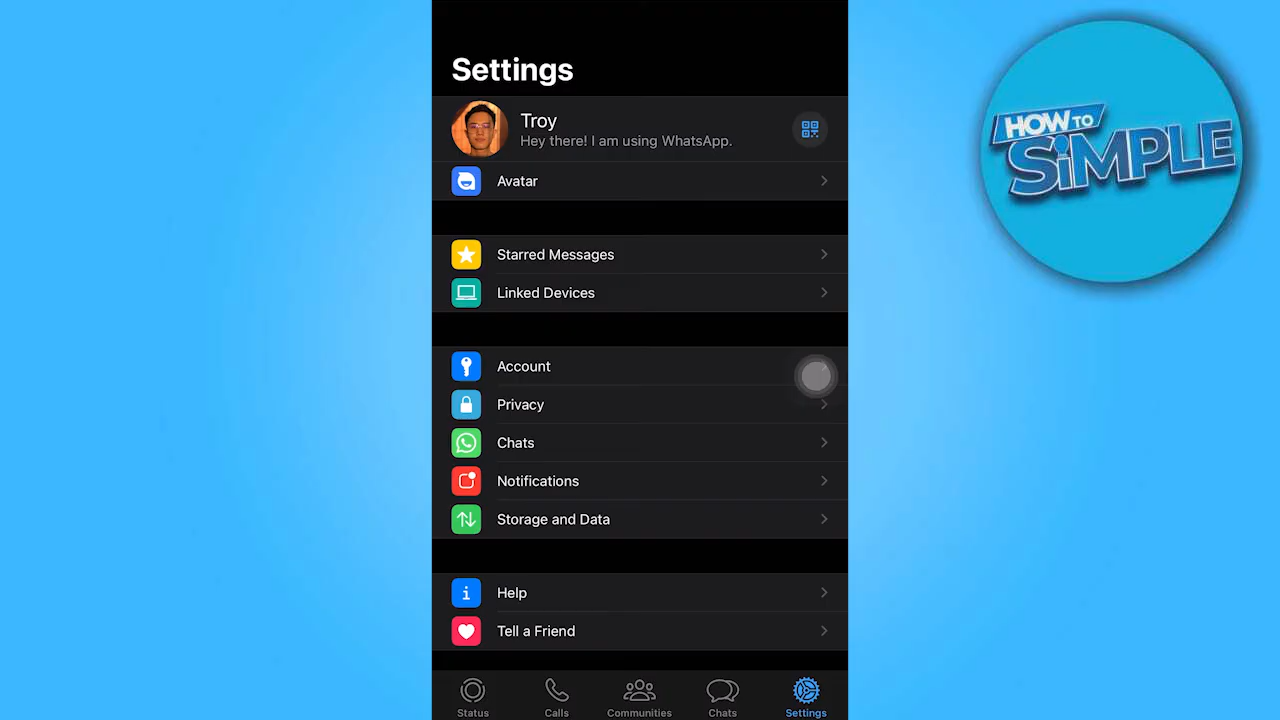 Settings
Troy
Hey there! I am using WhatsApp.
Avatar
Starred Messages
Linked Devices
Account
Privacy
Chats
Notifications
Storage and Data
Help
Tell a Friend
Status
Calls
Communities
Chats
Settings
HOW TO
SiMPLE